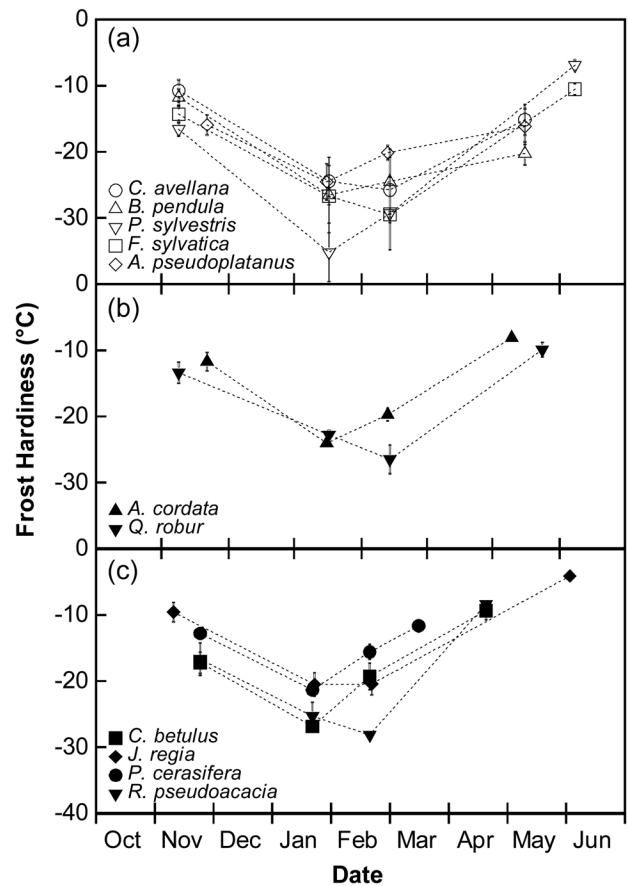 0
(a)
-10
-20
-30
C. avellana
B. pendula
P. sylvestris
F. sylvatica
A. pseudoplatanus
0
(b)
-10
-20
-30
A. cordata
Q. robur
0
(c)
-10
-20
-30
-40
C. betulus
J. regia
P. cerasifera
R. pseudoacacia
Frost Hardiness (°C)
Oct Nov Dec Jan Feb Mar Apr May Jun
Date